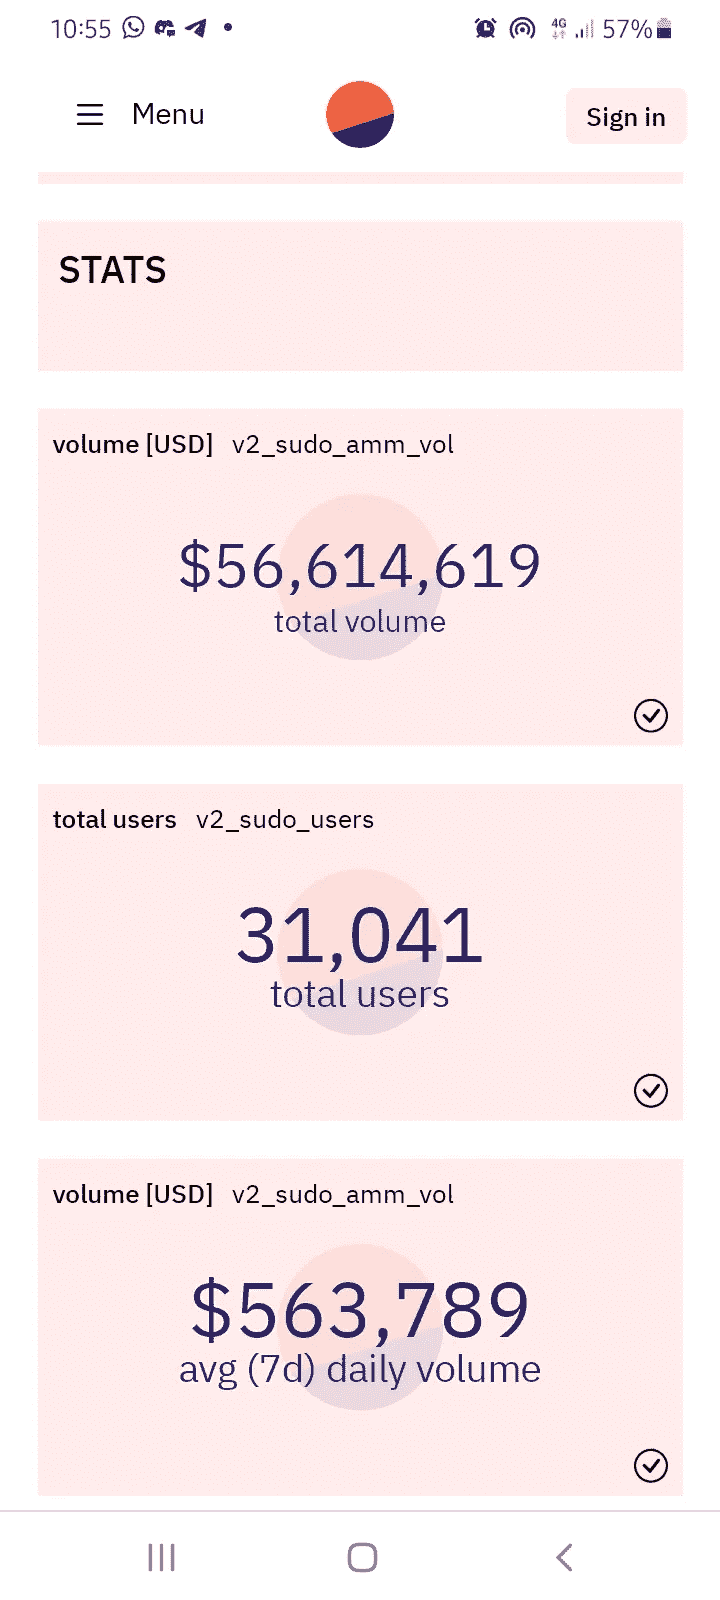 10:55 4G 57%
Menu Sign in
STATS
volume [USD] v2_sudo_amm_vol
$56,614,619
total volume
total users v2_sudo_users
31,041
total users
volume [USD] v2_sudo_amm_vol
$563,789
avg (7d) daily volume